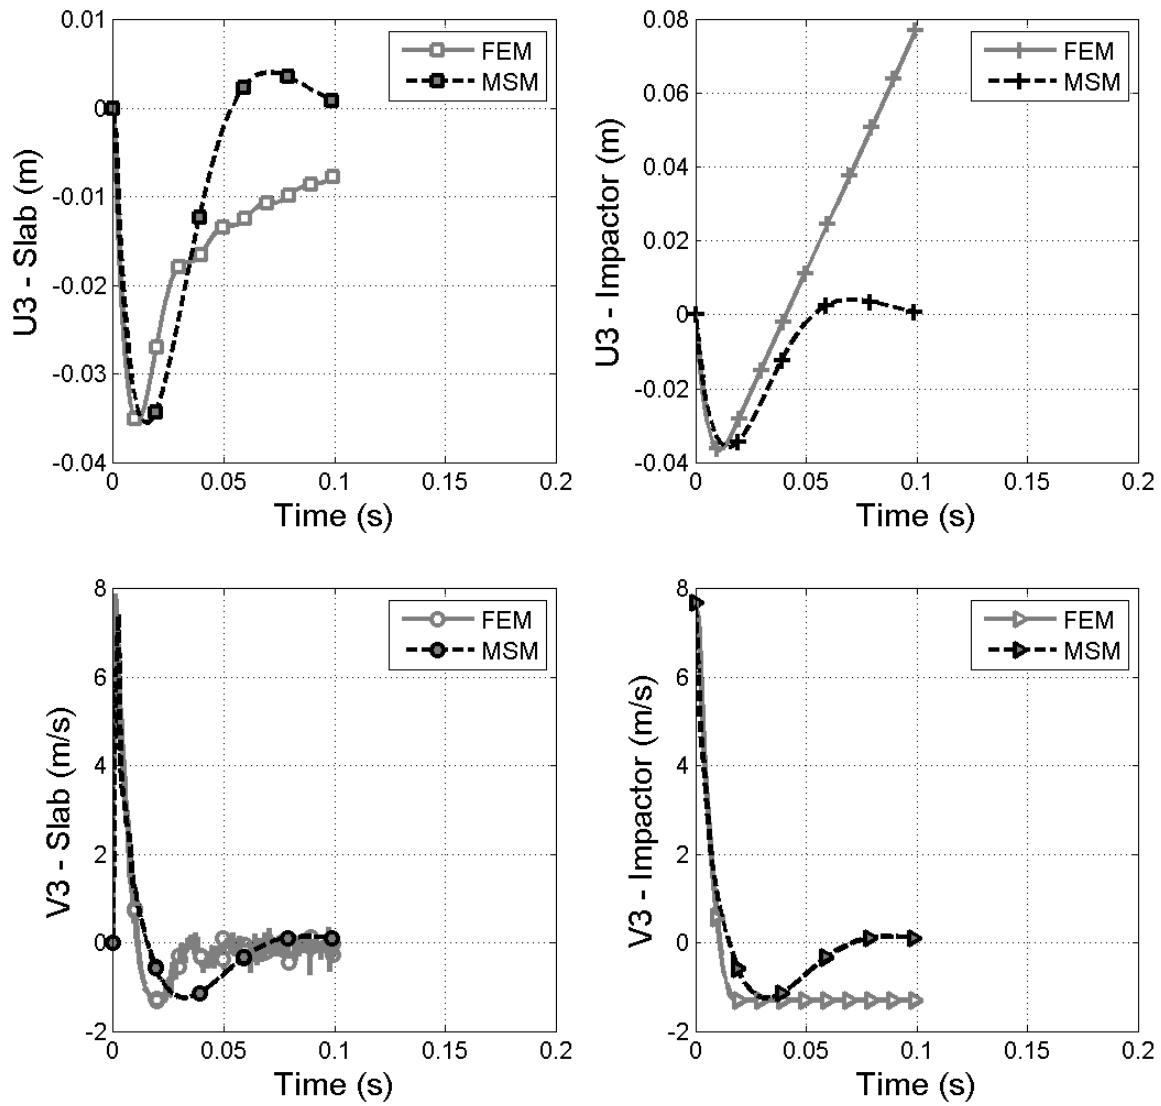 0.01
0
-0.01
-0.02
-0.03
-0.04
0
0.05
0.1
0.15
0.2
U3 - Slab (m)
Time (s)
FEM
MSM
0.08
0.06
0.04
0.02
0
-0.02
-0.04
0
0.05
0.1
0.15
0.2
U3 - Impactor (m)
Time (s)
FEM
MSM
8
6
4
2
0
-2
0
0.05
0.1
0.15
0.2
V3 - Slab (m/s)
Time (s)
FEM
MSM
8
6
4
2
0
-2
0
0.05
0.1
0.15
0.2
V3 - Impactor (m/s)
Time (s)
FEM
MSM